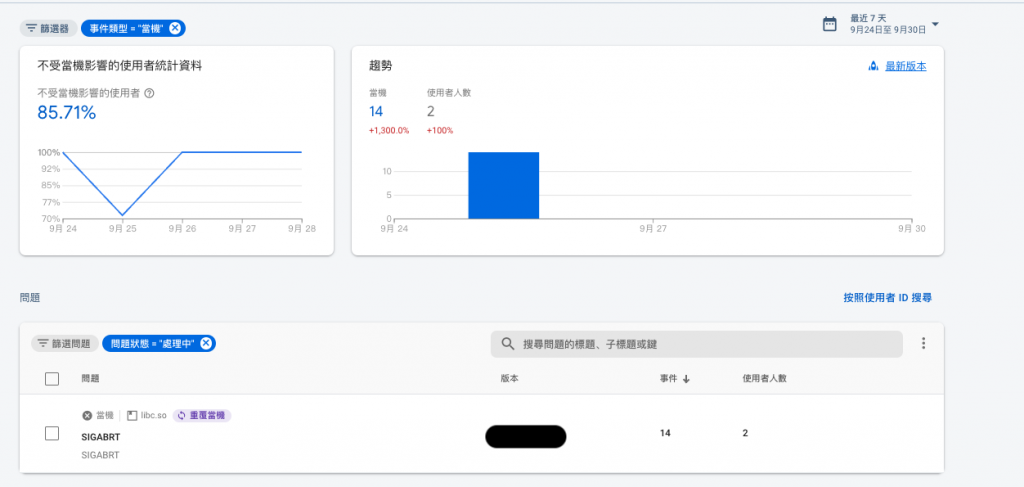 篩選器 事件類型 = "當機"
最近 7 天
9月24日至 9月30日
不受當機影響的使用者統計資料
不受當機影響的使用者
85.71%
100%
92%
85%
77%
70%
9月 24 9月 25 9月 26 9月 27 9月 28
趨勢
最新版本
當機 使用者人數
14 2
+1,300.0% +100%
10
5
0
9月 24 9月 27 9月 30
問題
按照使用者 ID 搜尋
篩選問題 問題狀態 = "處理中"
搜尋問題的標題、子標題或鍵
問題 版本 事件 使用者人數
當機 libc.so 重覆當機
SIGABRT 14 2
SIGABRT